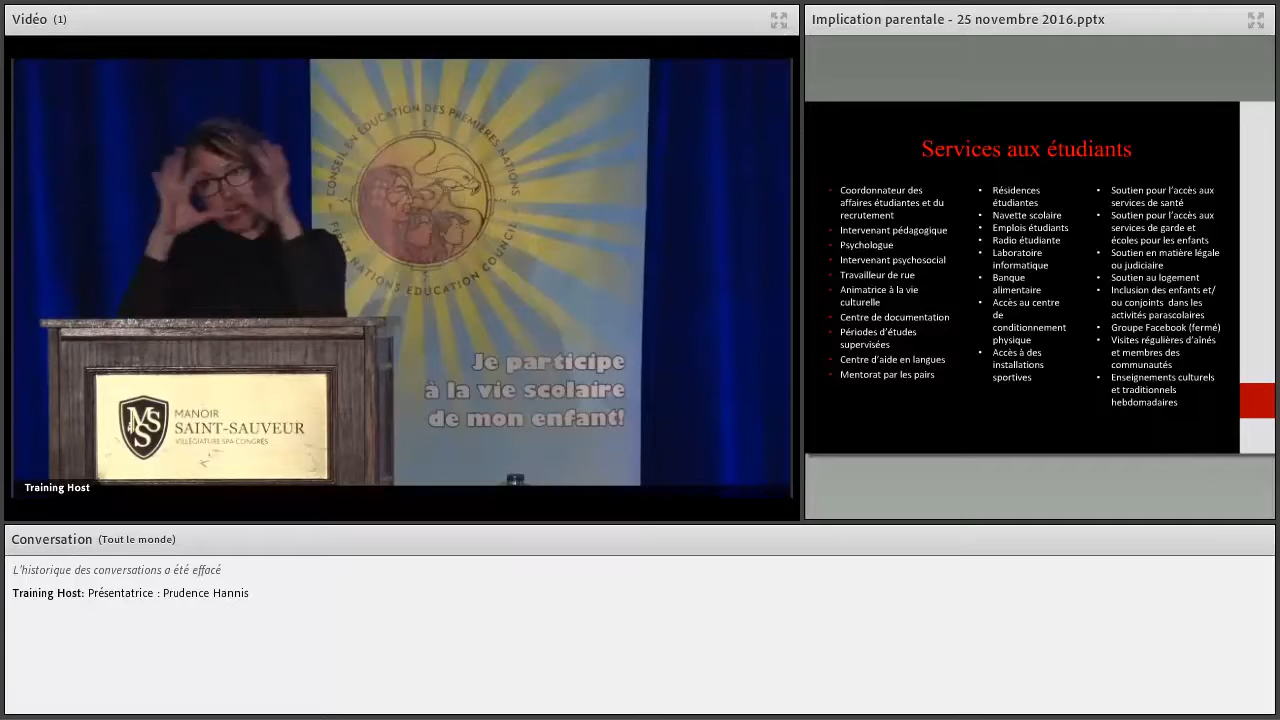 Vidéo (1)
CONSEIL EN ÉDUCATION DES PREMIÈRES NATIONS
FIRST NATIONS EDUCATION COUNCIL
Je participe
à la vie scolaire
de mon enfant!
MSS
MANOIR
SAINT-SAUVEUR
VILLÉGIATURE SPA CONGRÈS
Training Host
Implication parentale - 25 novembre 2016.pptx
Services aux étudiants
• Coordonnateur des
affaires étudiantes et du
recrutement
• Intervenant pédagogique
• Psychologue
• Intervenant psychosocial
• Travailleur de rue
• Animatrice à la vie
culturelle
• Centre de documentation
• Périodes d’études
supervisées
• Centre d’aide en langues
• Mentorat par les pairs
• Résidences
étudiantes
• Navette scolaire
• Emplois étudiants
• Radio étudiante
• Laboratoire
informatique
• Banque
alimentaire
• Accès au centre
de
conditionnement
physique
• Accès à des
installations
sportives
• Soutien pour l’accès aux
services de santé
• Soutien pour l’accès aux
services de garde et
écoles pour les enfants
• Soutien en matière légale
ou judiciaire
• Soutien au logement
• Inclusion des enfants et/
ou conjoints dans les
activités parascolaires
• Groupe Facebook (fermé)
• Visites régulières d’aînés
et membres des
communautés
• Enseignements culturels
et traditionnels
hebdomadaires
Conversation (Tout le monde)
L’historique des conversations a été effacé
Training Host: Présentatrice : Prudence Hannis